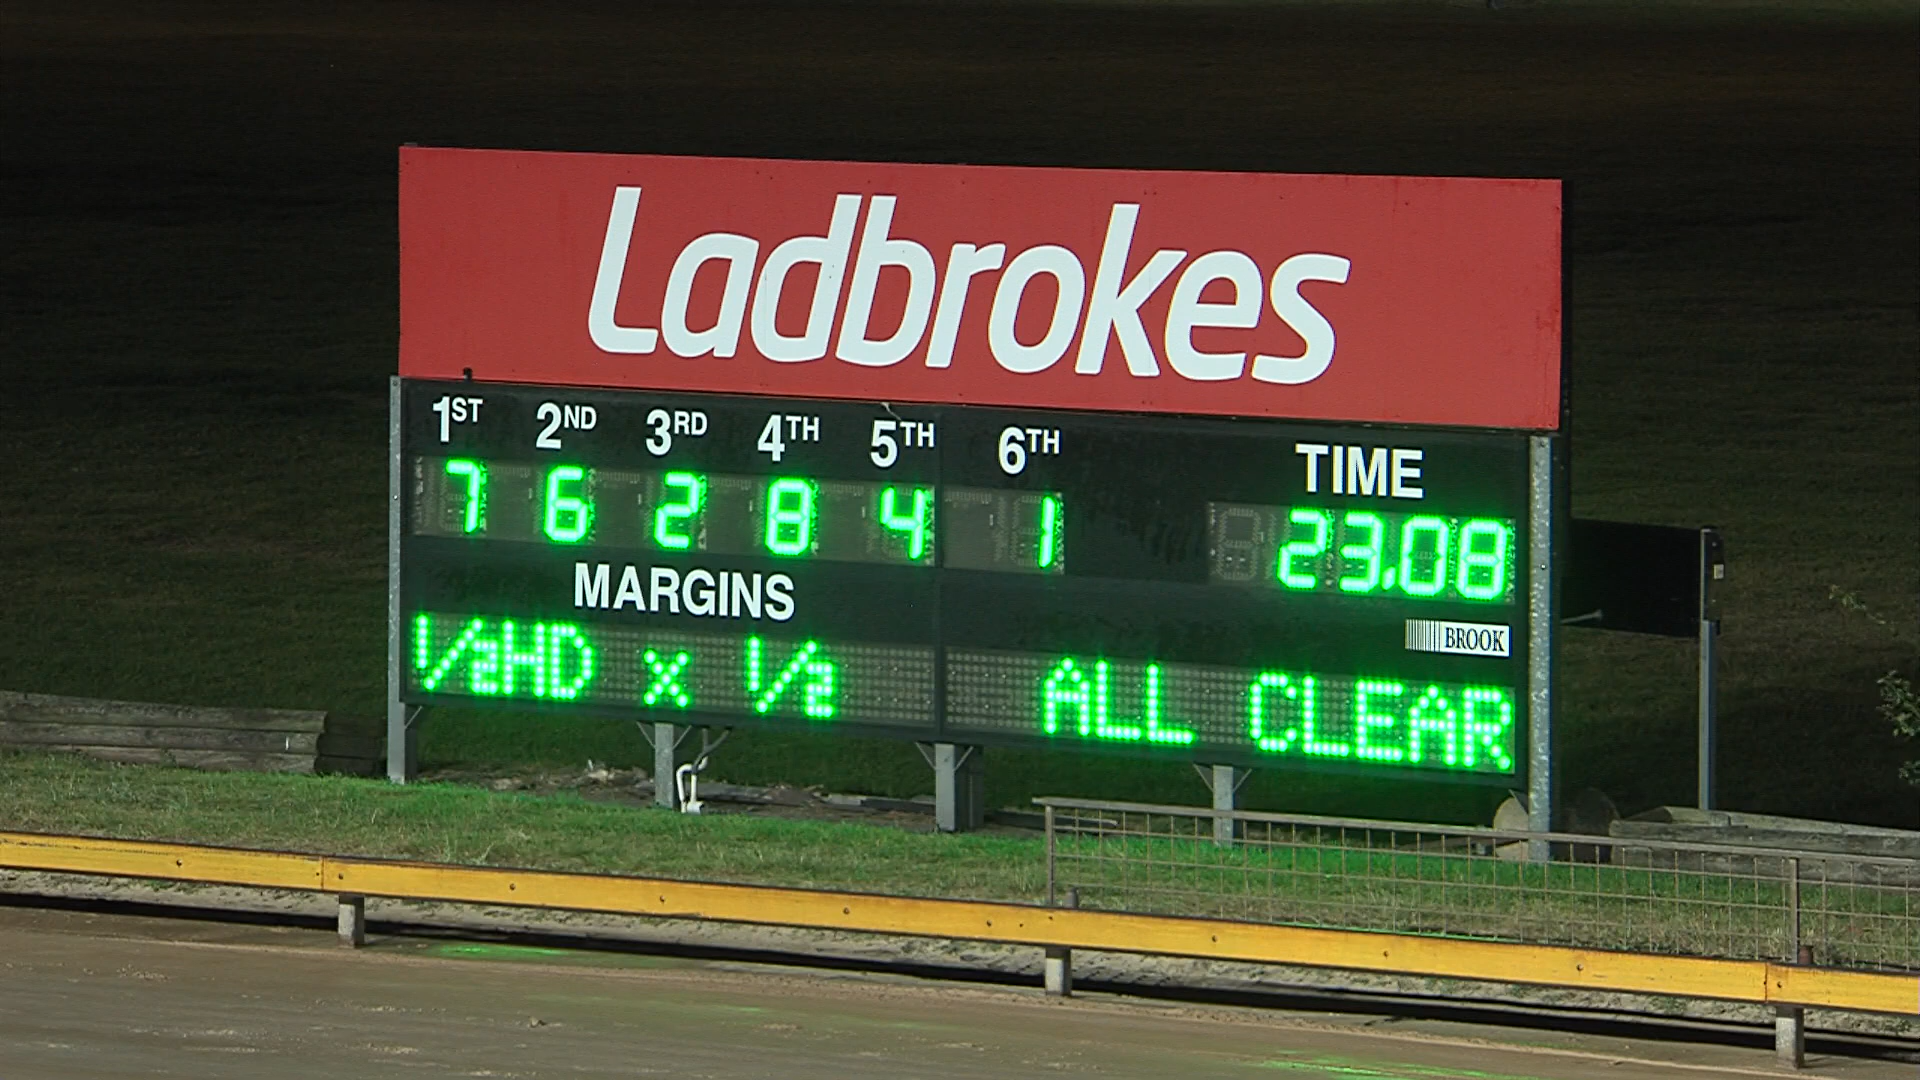 Ladbrokes
1ST 2ND 3RD 4TH 5TH 6TH TIME
7 6 2 8 4 1 23.08
MARGINS
BROOK
1/2HD x 1/2 ALL CLEAR